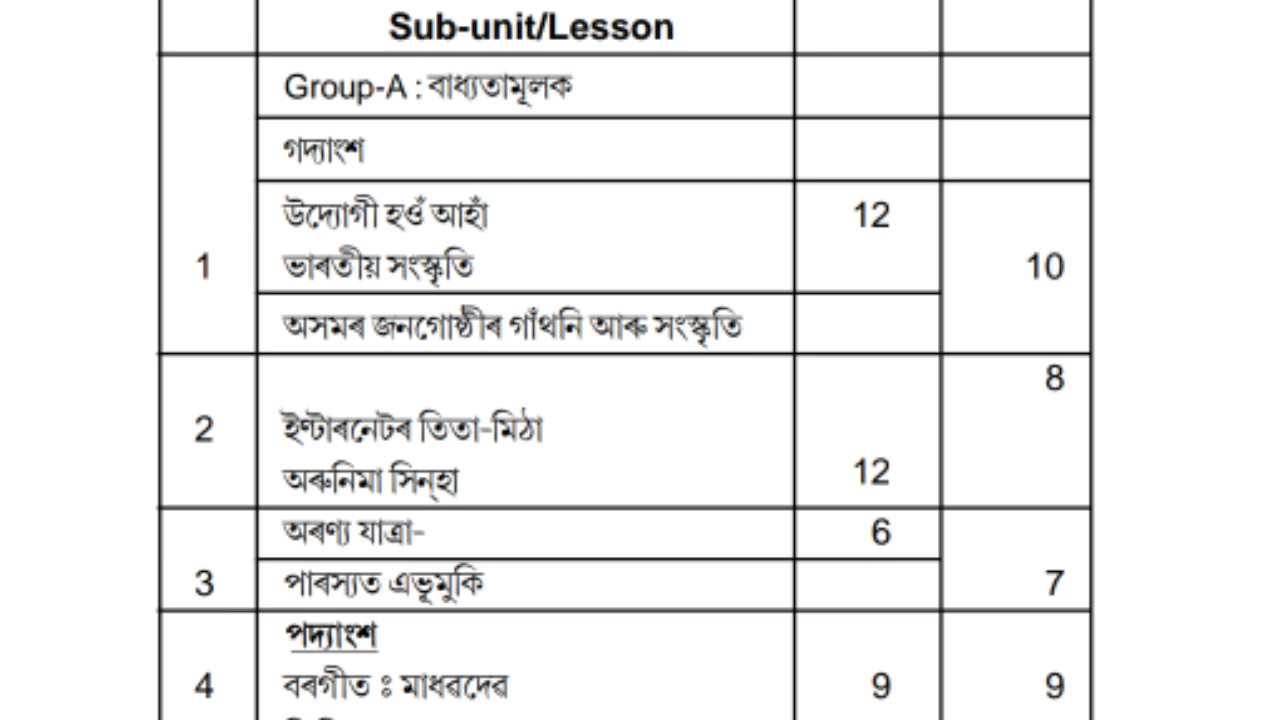 Sub-unit/Lesson
Group-A : বাধ্যতামূলক
গদ্যাংশ
উদ্যোগী হওঁ আহাঁ 12
1 ভাৰতীয় সংস্কৃতি 10
অসমৰ জনগোষ্ঠীৰ গাঁথনি আৰু সংস্কৃতি
8
2 ইণ্টাৰনেটৰ তিতা-মিঠা
অৰুনিমা সিন্হা 12
অৰণ্য যাত্ৰা- 6
3 পাৰস্যত এভূমুকি 7
পদ্যাংশ
4 বৰগীত ঃ মাধৱদেৱ 9 9